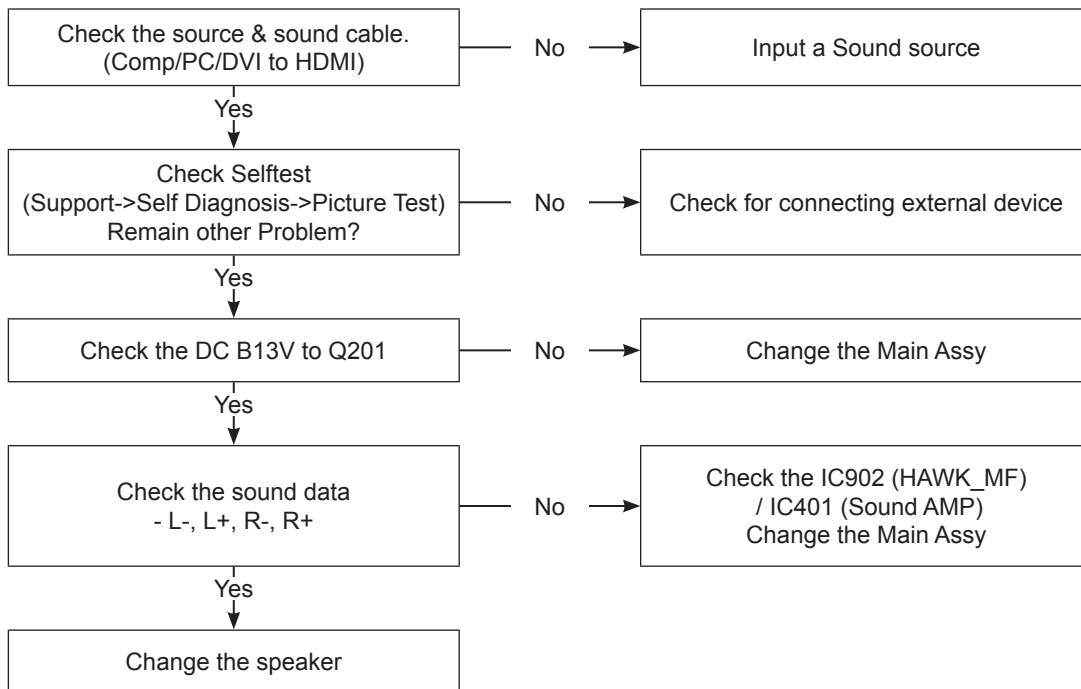 Check the source & sound cable.
(Comp/PC/DVI to HDMI)
No
Input a Sound source
Yes
Check Selftest
(Support->Self Diagnosis->Picture Test)
Remain other Problem?
No
Check for connecting external device
Yes
Check the DC B13V to Q201
No
Change the Main Assy
Yes
Check the sound data
- L-, L+, R-, R+
No
Check the IC902 (HAWK_MF)
/ IC401 (Sound AMP)
Change the Main Assy
Yes
Change the speaker